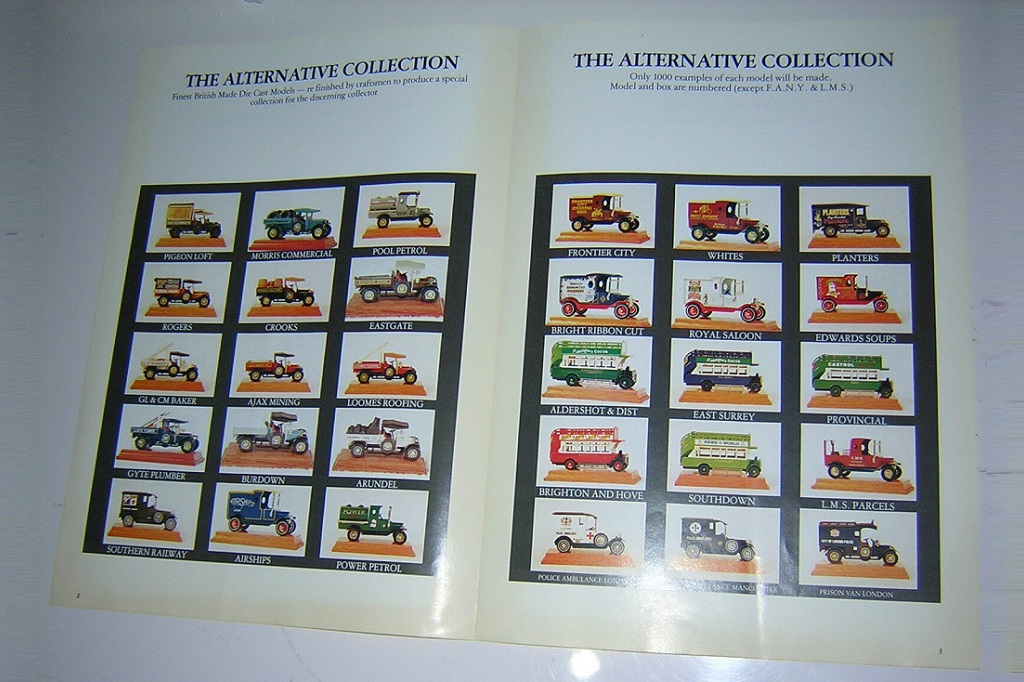 THE ALTERNATIVE COLLECTION
Finest British Made Die Cast Models — re finished by craftsmen to produce a special
collection for the discerning collector
PIGEON LOFT
MORRIS COMMERCIAL
POOL PETROL
ROGERS
CROOKS
EASTGATE
GL & CM BAKER
AJAX MINING
LOOMES ROOFING
GYTE PLUMBER
BURDOWN
ARUNDEL
SOUTHERN RAILWAY
AIRSHIPS
POWER PETROL
2
THE ALTERNATIVE COLLECTION
Only 1000 examples of each model will be made.
Model and box are numbered (except F.A.N.Y. & L.M.S.)
FRONTIER CITY
WHITES
PLANTERS
PLANTERS
BRIGHT RIBBON CUT
ROYAL SALOON
EDWARDS SOUPS
CASTROL
ALDERSHOT & DIST
EAST SURREY
PROVINCIAL
BRIGHTON AND HOVE
SOUTHDOWN
L.M.S. PARCELS
POLICE AMBULANCE
PRISON VAN LONDON
3